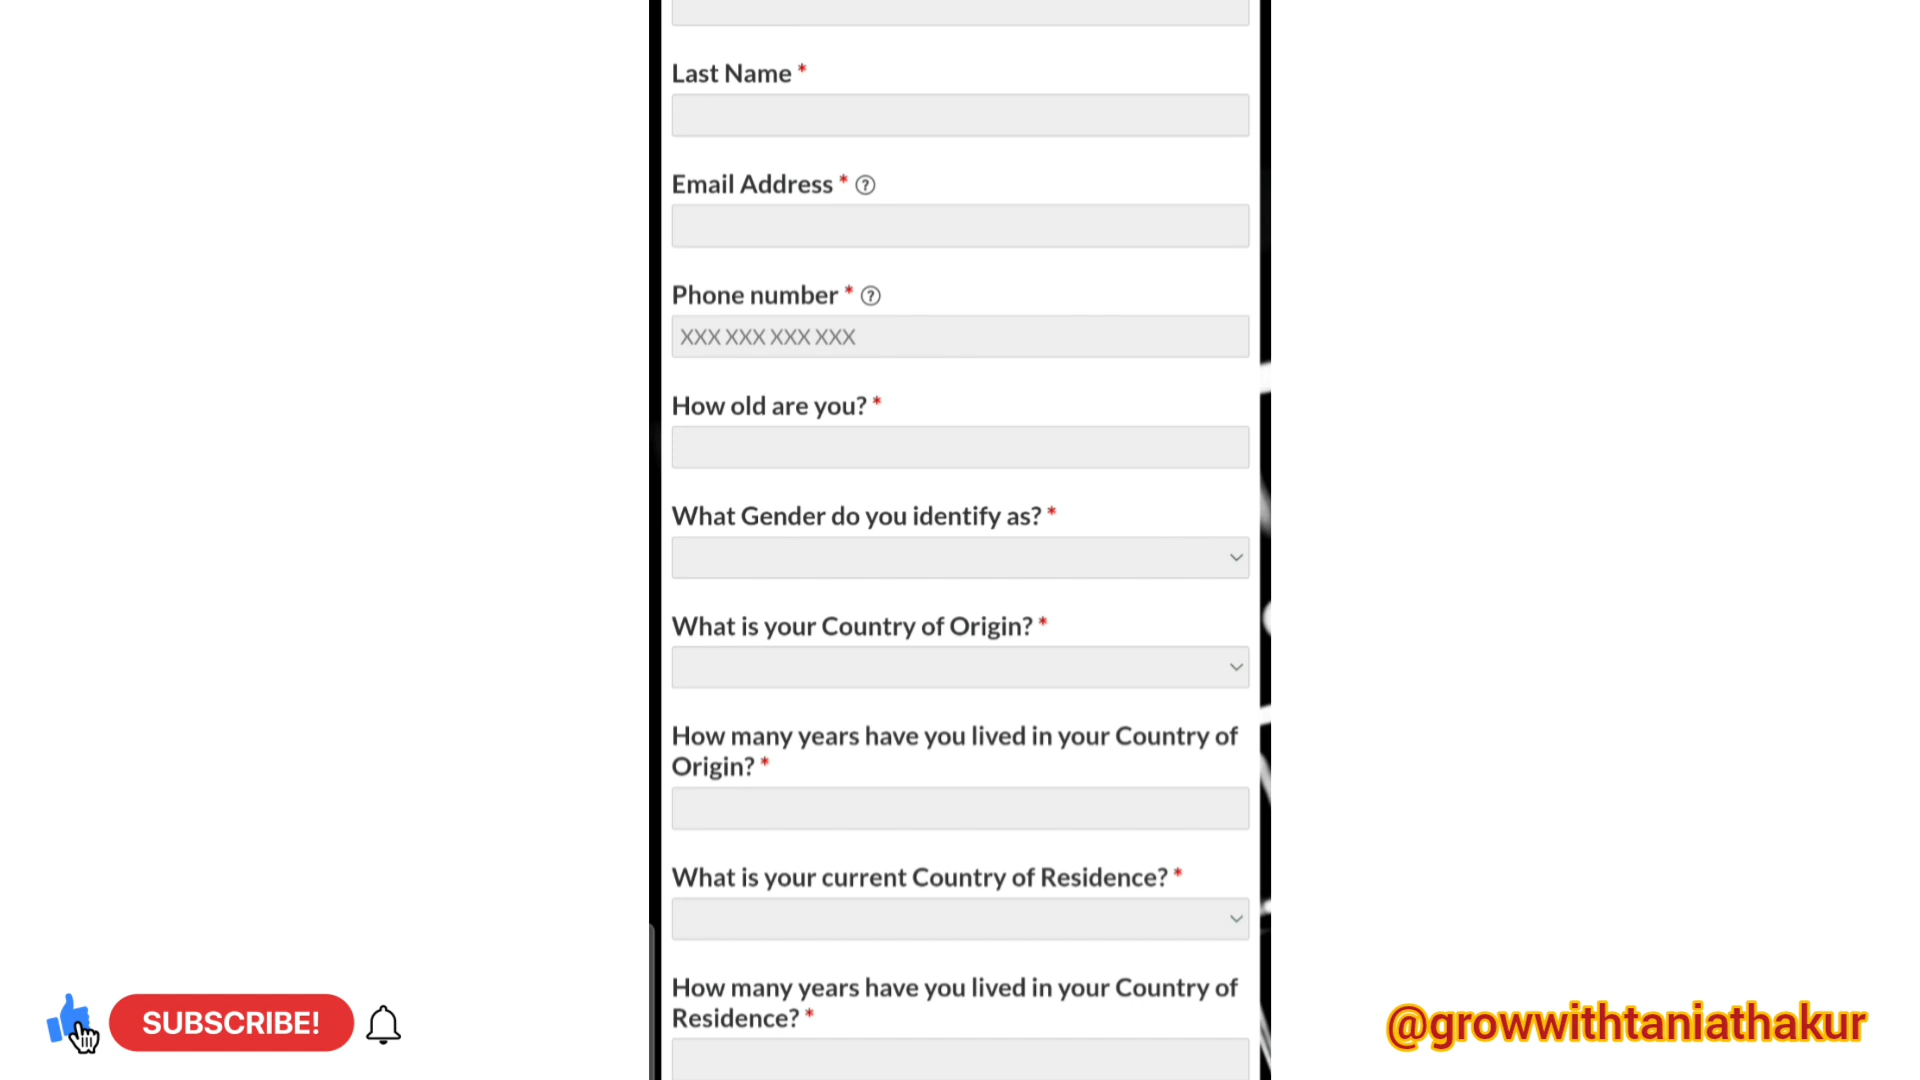 Last Name *
Email Address * ?
Phone number * ?
XXX XXX XXX XXX
How old are you? *
What Gender do you identify as? *
What is your Country of Origin? *
How many years have you lived in your Country of
Origin? *
What is your current Country of Residence? *
How many years have you lived in your Country of
Residence? *
SUBSCRIBE!
@growwithtaniathakur